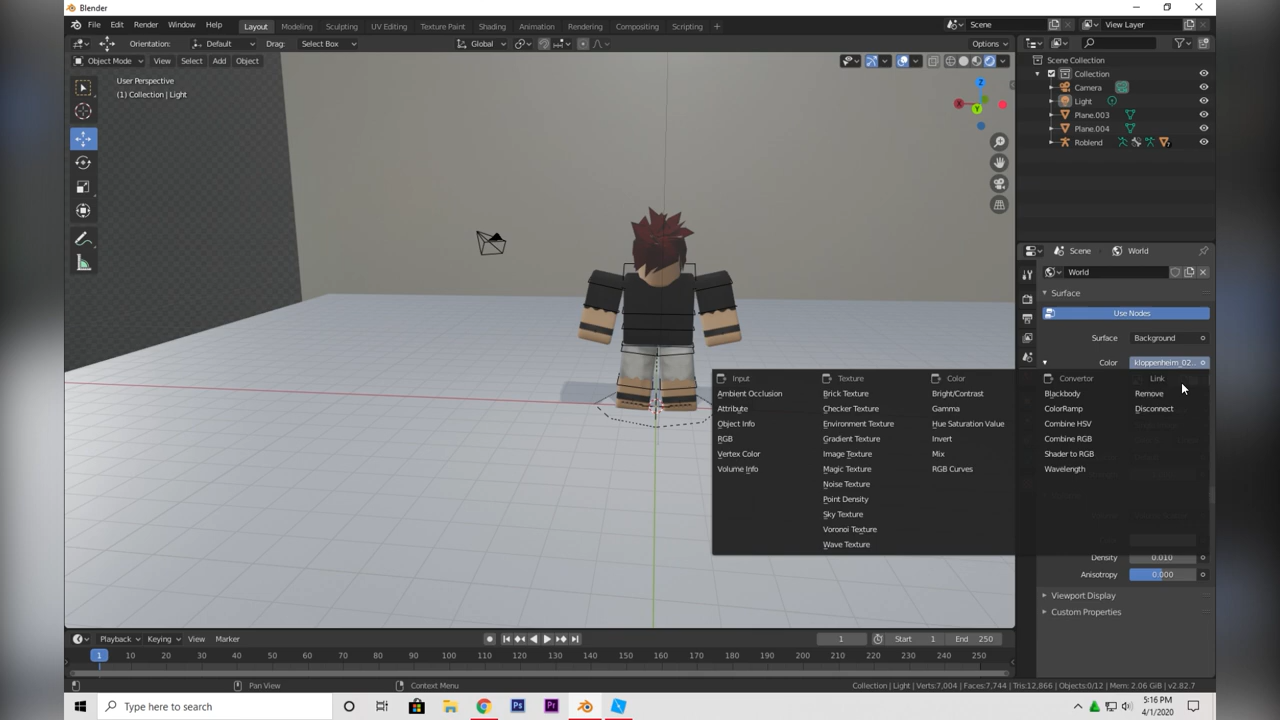 Blender
File Edit Render Window Help Layout Modeling Sculpting UV Editing Texture Paint Shading Animation Rendering Compositing Scripting + Scene View Layer
Orientation: Default Drag: Select Box Global Options
Object Mode View Select Add Object
User Perspective
(1) Collection | Light
Z
X
Y
Scene Collection
Collection
Camera
Light
Plane.003
Plane.004
Roblend
Scene World
World
Surface
Use Nodes
Surface Background
Color kloppenheim_02...
Input Texture Color Convertor Link
Ambient Occlusion Brick Texture Bright/Contrast Blackbody Remove
Attribute Checker Texture Gamma ColorRamp Disconnect
Object Info Environment Texture Hue Saturation Value Combine HSV
RGB Gradient Texture Invert Combine RGB
Vertex Color Image Texture Mix Shader to RGB
Volume Info Magic Texture RGB Curves Wavelength
Noise Texture
Point Density
Sky Texture
Voronoi Texture
Wave Texture
Density 0.010
Anisotropy 0.000
Viewport Display
Custom Properties
Playback Keying View Marker 1 Start 1 End 250
1 10 20 30 40 50 60 70 80 90 100 110 120 130 140 150 160 170 180 190 200 210 220 230 240 250
Pan View Context Menu Collection | Light | Verts:7,004 | Faces:7,744 | Tris:12,866 | Objects:0/12 | Mem: 2.06 GiB | v2.82.7
Type here to search Ps Pr 5:16 PM
4/1/2020